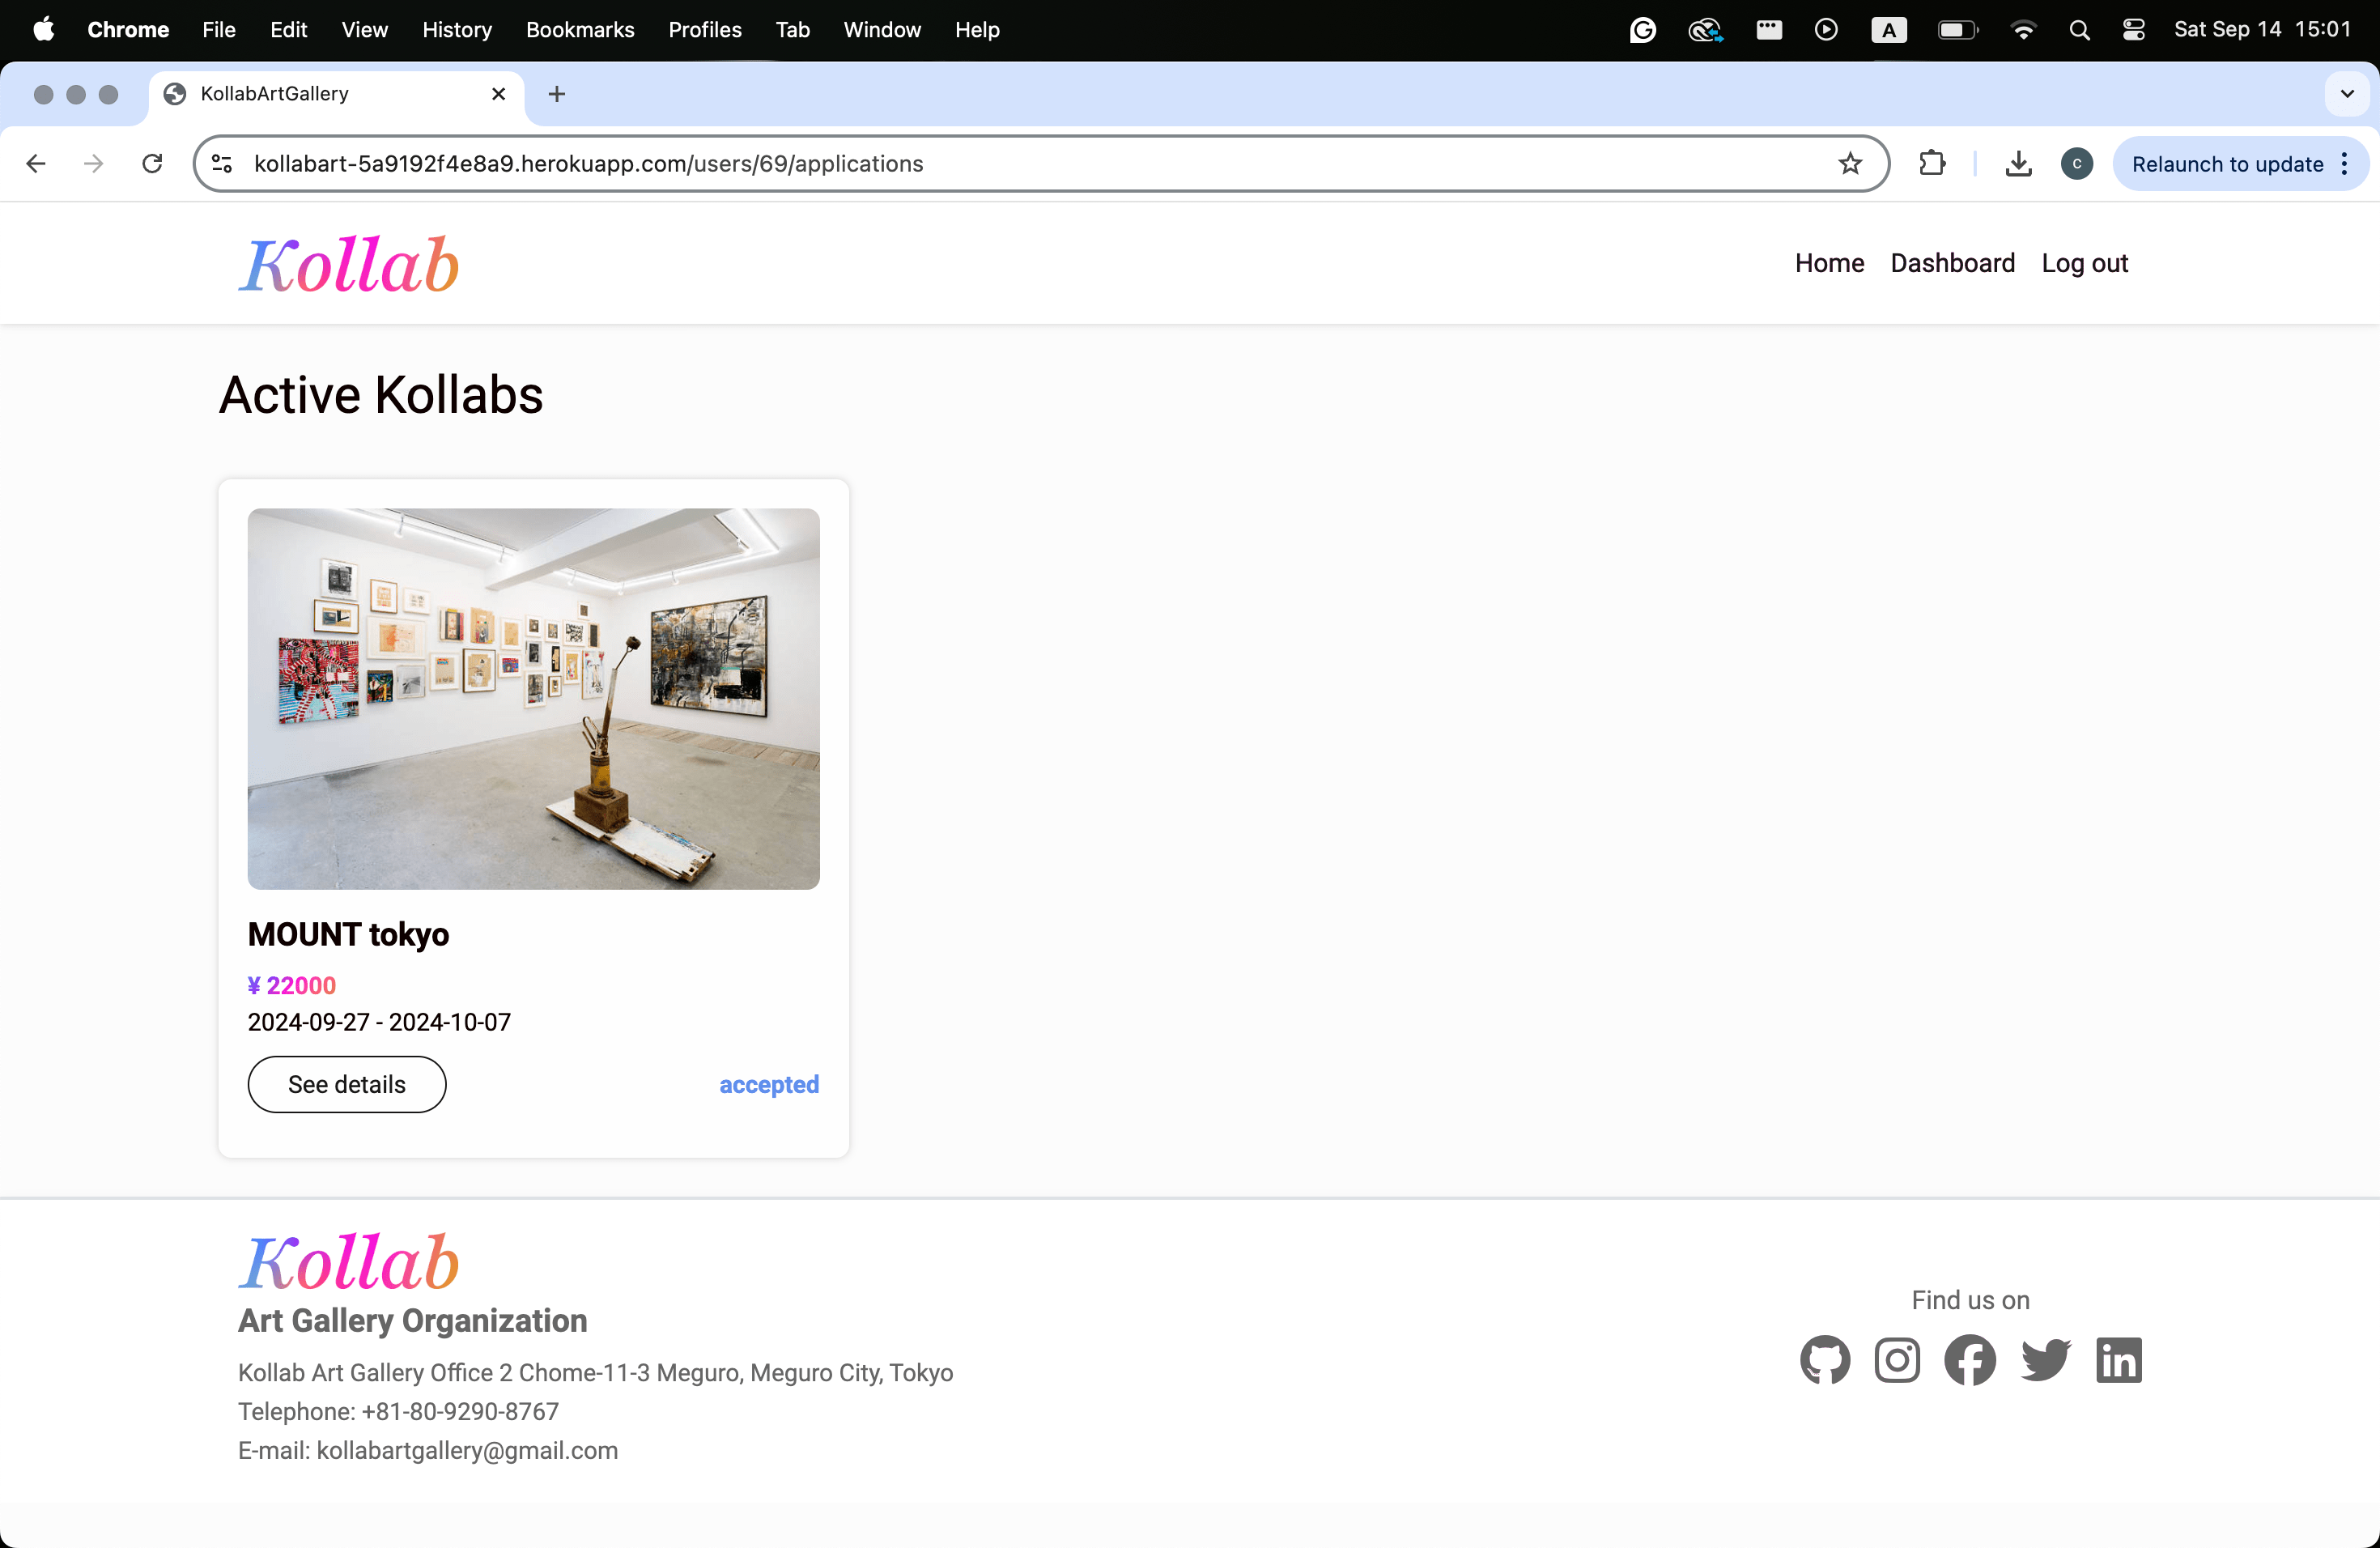 Chrome File Edit View History Bookmarks Profiles Tab Window Help A Sat Sep 14 15:01
KollabArtGallery
kollabart-5a9192f4e8a9.herokuapp.com/users/69/applications C Relaunch to update
Kollab Home Dashboard Log out
Active Kollabs
MOUNT tokyo
¥ 22000
2024-09-27 - 2024-10-07
See details accepted
Kollab
Art Gallery Organization
Find us on
Kollab Art Gallery Office 2 Chome-11-3 Meguro, Meguro City, Tokyo
Telephone: +81-80-9290-8767
E-mail: kollabartgallery@gmail.com